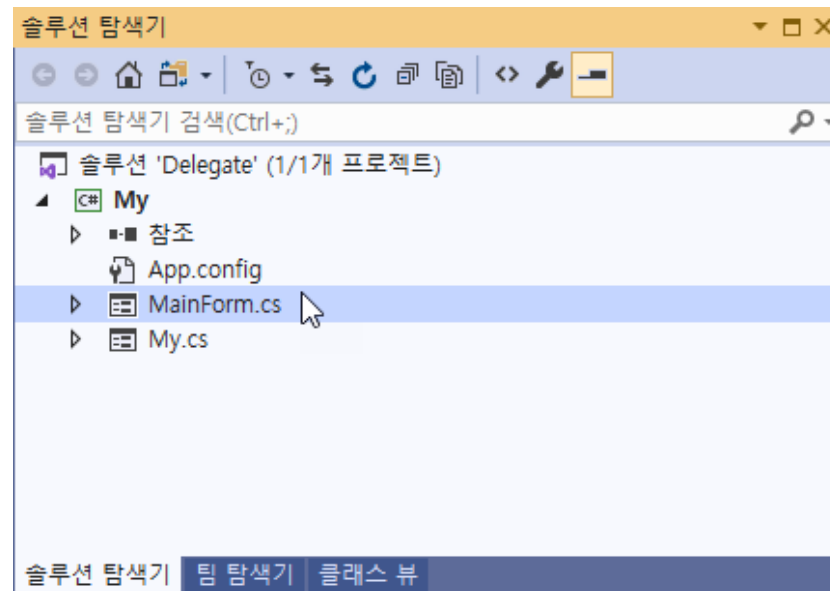 솔루션 탐색기
솔루션 탐색기 검색(Ctrl+;)
솔루션 'Delegate' (1/1개 프로젝트)
C# My
참조
App.config
MainForm.cs
My.cs
솔루션 탐색기 팀 탐색기 클래스 뷰